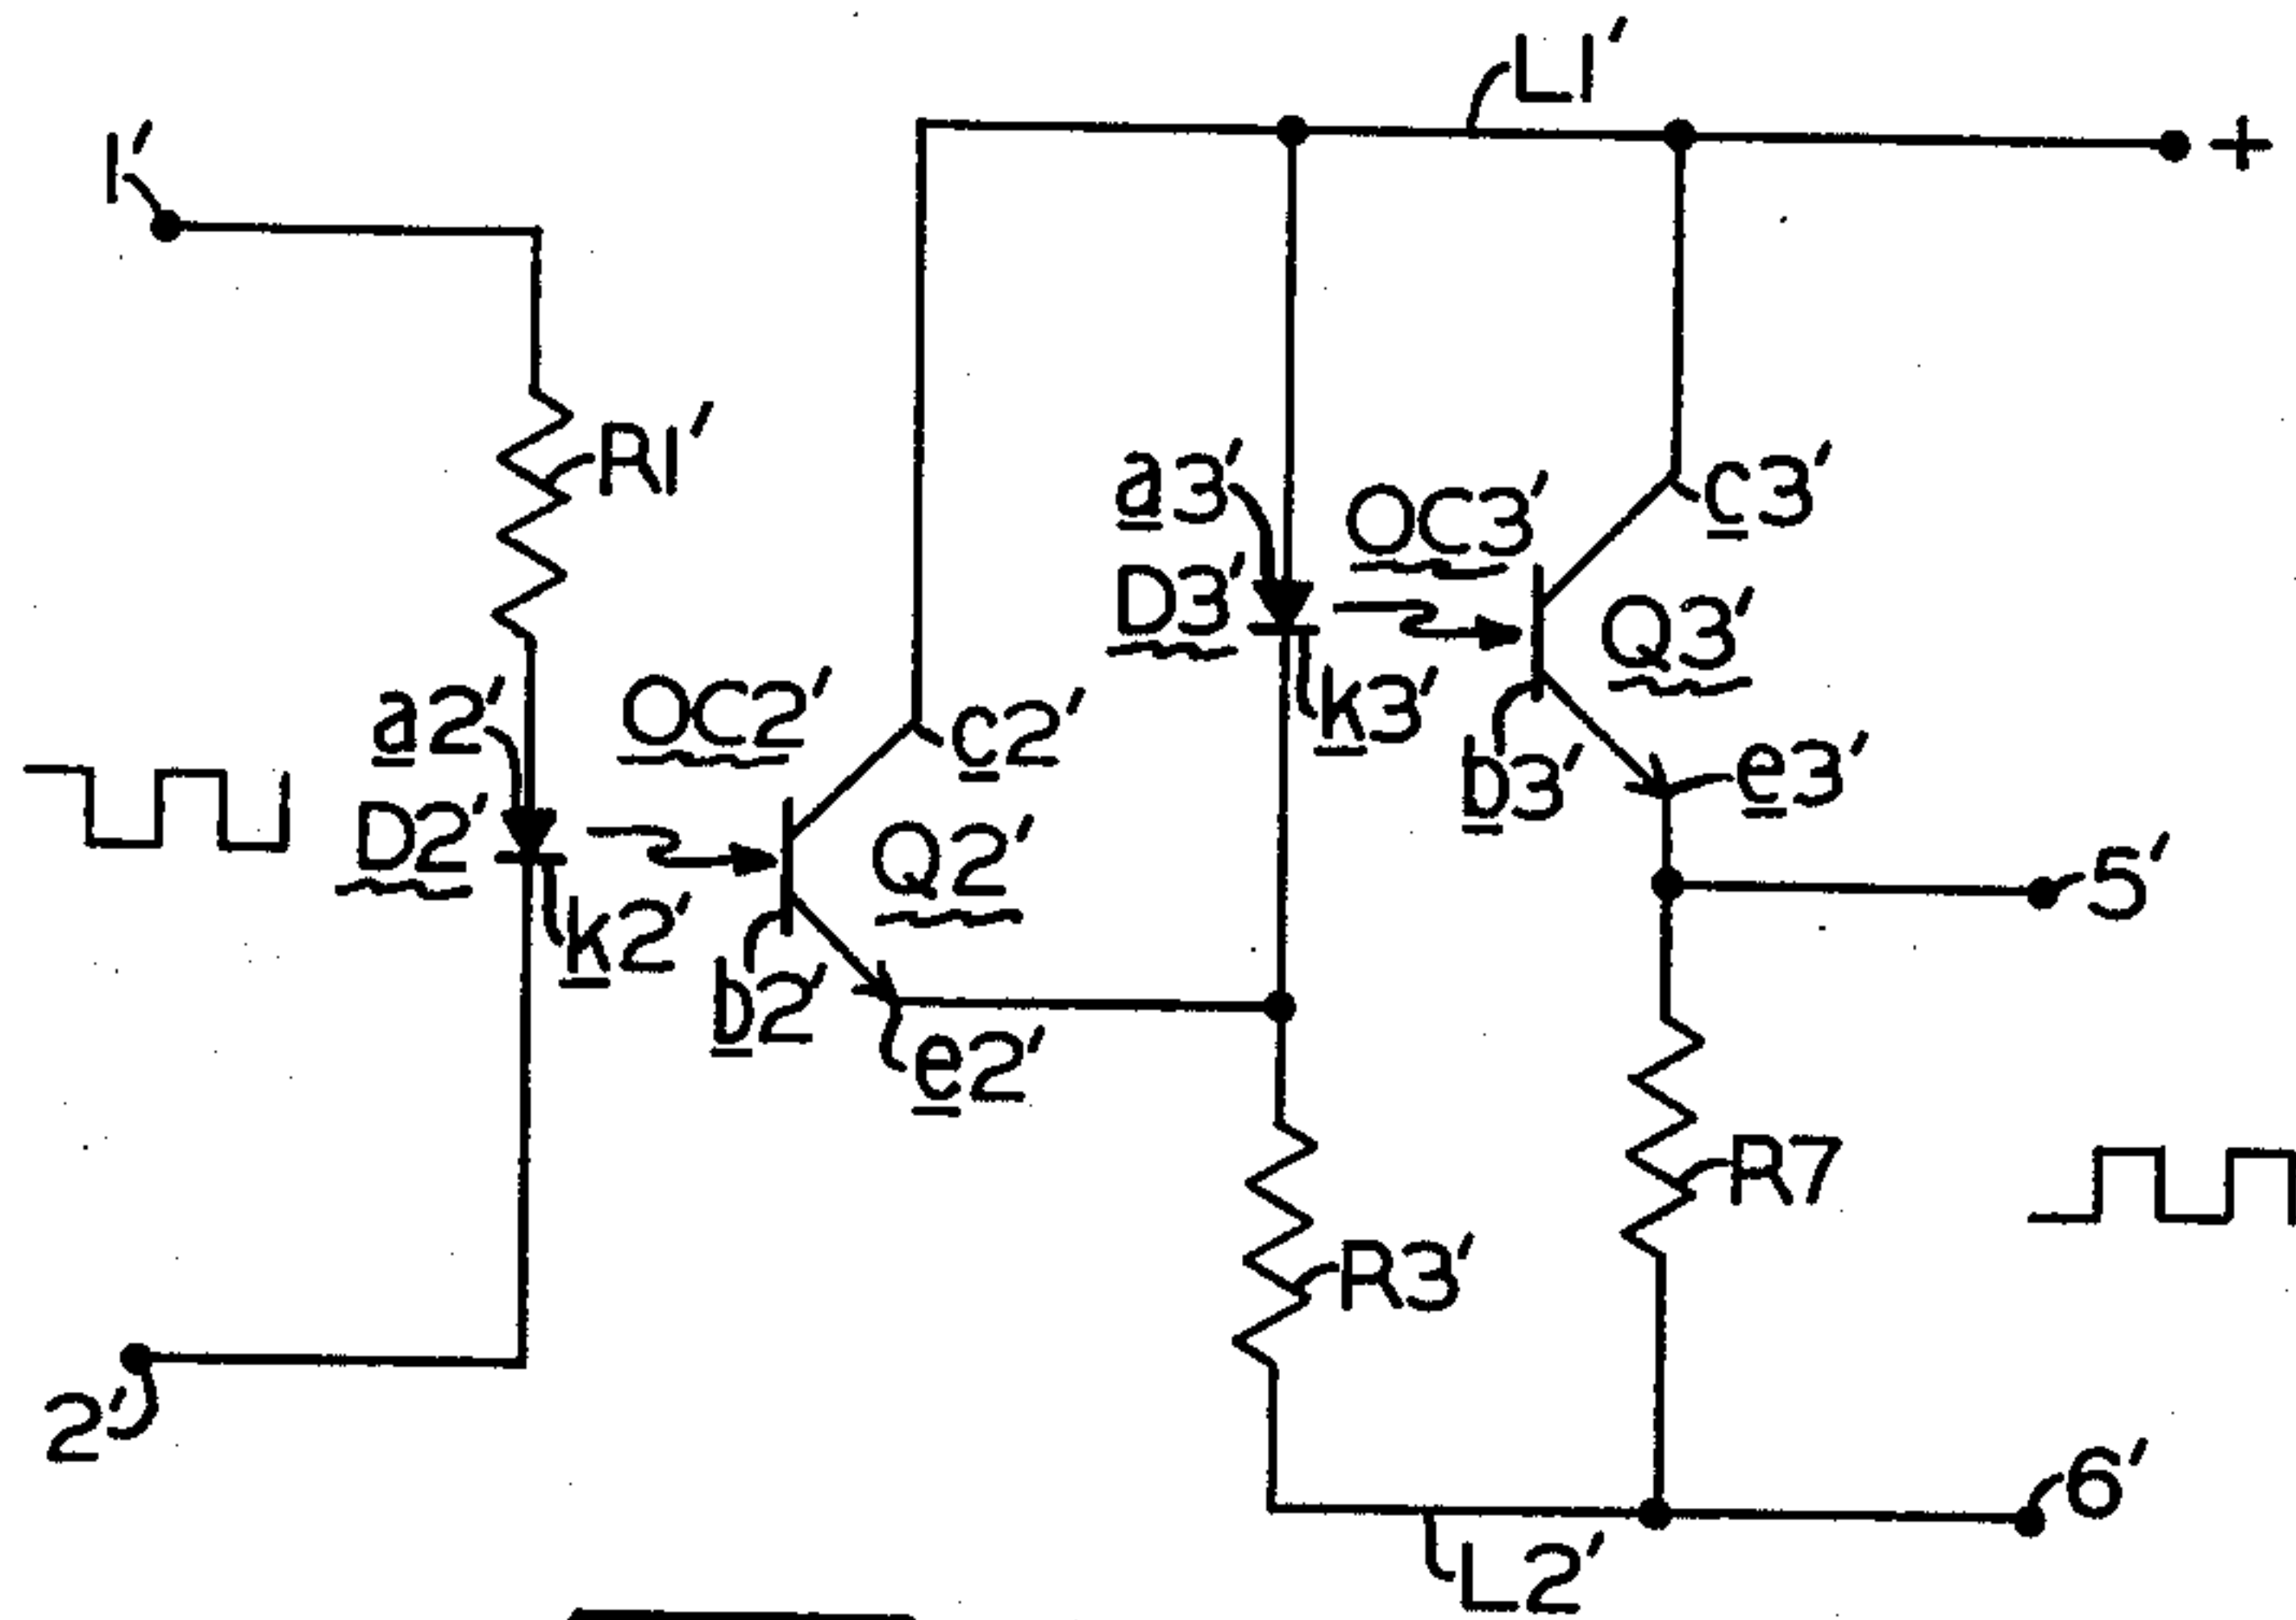 L1′
1′
+
R1′
a3′
OC3′
c3′
D3′
Q3′
a2′
OC2′
c2′
k3′
b3′
e3′
D2′
Q2′
5′
k2′
b2′
e2′
R7
R3′
2′
6′
L2′